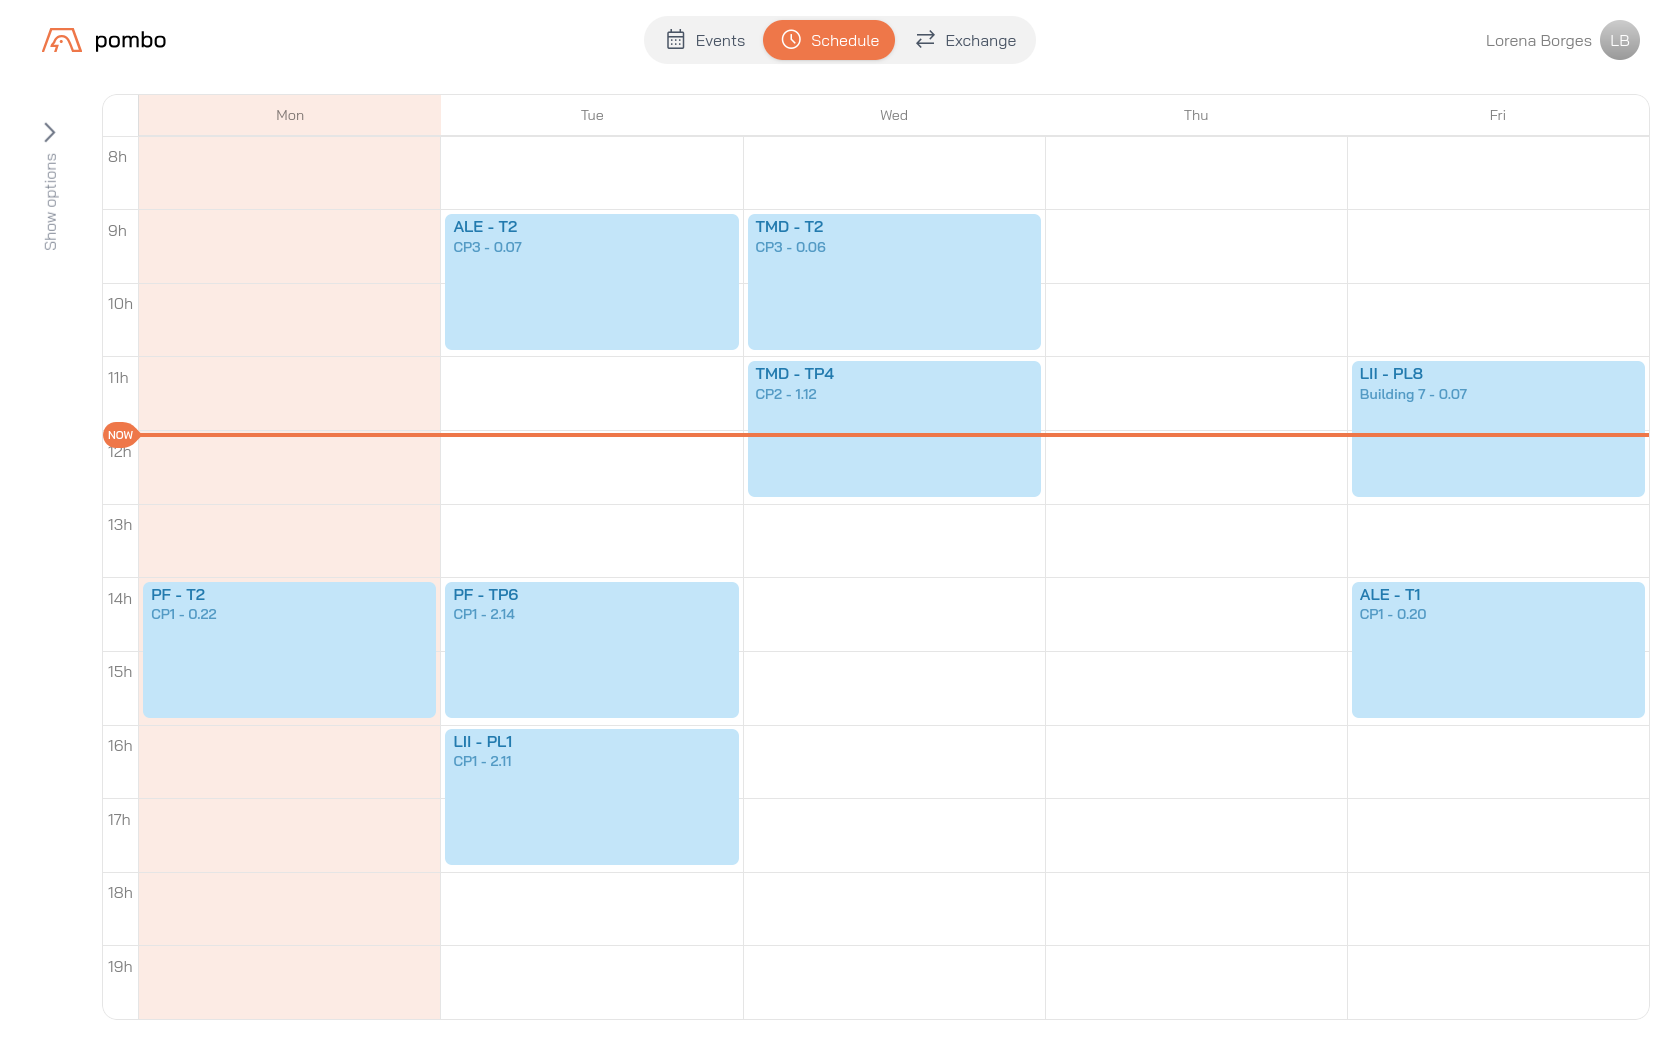 pombo
Events
Schedule
Exchange
Lorena Borges
LB
Show options
Mon
Tue
Wed
Thu
Fri
8h
9h
ALE - T2
CP3 - 0.07
TMD - T2
CP3 - 0.06
10h
11h
TMD - TP4
CP2 - 1.12
LII - PL8
Building 7 - 0.07
NOW
12h
13h
14h
PF - T2
CP1 - 0.22
PF - TP6
CP1 - 2.14
ALE - T1
CP1 - 0.20
15h
16h
LII - PL1
CP1 - 2.11
17h
18h
19h